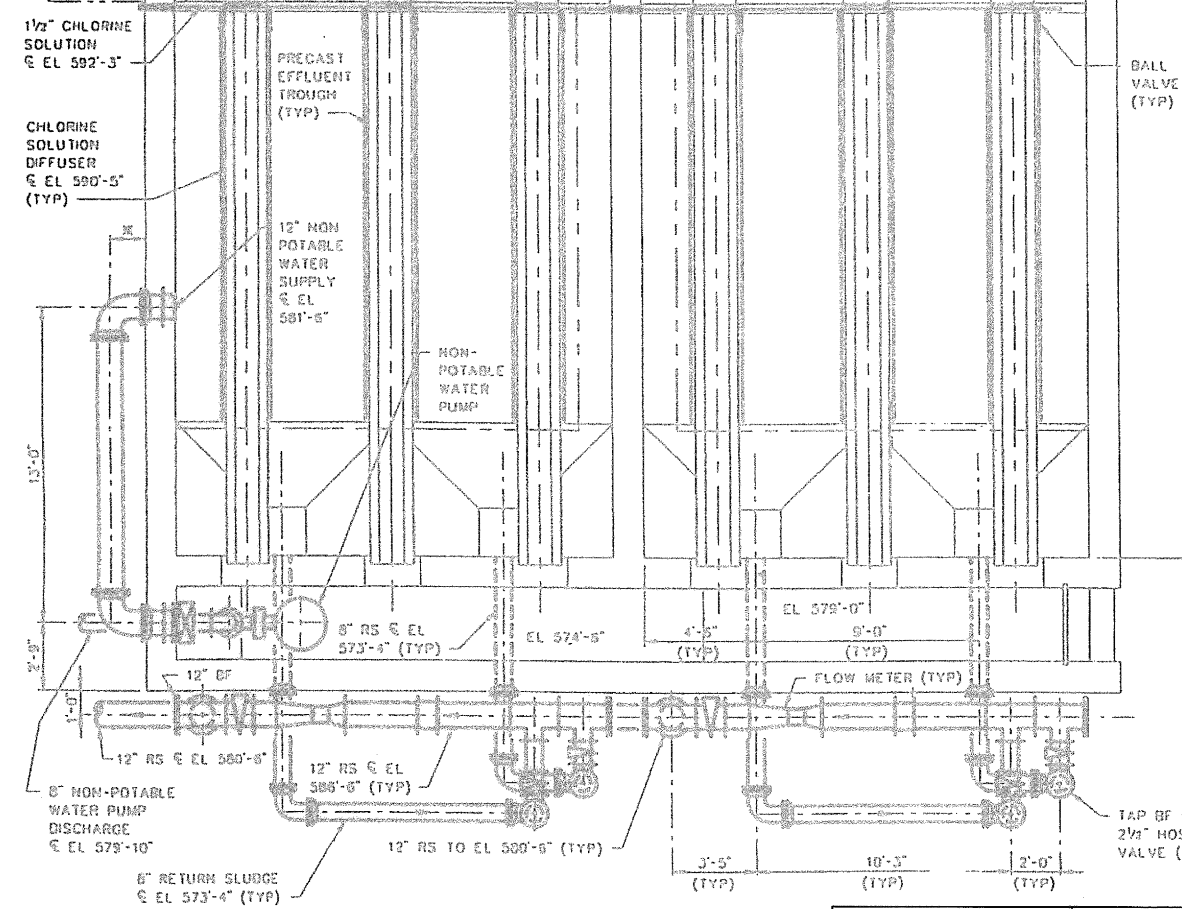 1½" CHLORINE
SOLUTION
℄ EL 592'-3"
PRECAST
EFFLUENT
TROUGH
(TYP)
BALL
VALVE
(TYP)
CHLORINE
SOLUTION
DIFFUSER
℄ EL 590'-5"
(TYP)
12" NON
POTABLE
WATER
SUPPLY
℄ EL
581'-6"
NON-
POTABLE
WATER
PUMP
13'-0"
2'-9"
1'-0"
EL 579'-0"
8" RS ℄ EL
573'-4" (TYP)
EL 574'-6"
4'-6"
(TYP)
9'-0"
(TYP)
12" BF
FLOW METER (TYP)
12" RS ℄ EL 580'-6"
12" RS ℄ EL
(TYP)
8" NON-POTABLE
WATER PUMP
DISCHARGE
℄ EL 579'-10"
12" RS TO EL (TYP)
8" RETURN SLUDGE
℄ EL 573'-4" (TYP)
3'-5"
(TYP)
10'-3"
(TYP)
2'-0"
(TYP)
TAP BF
2½" HOS
VALVE (